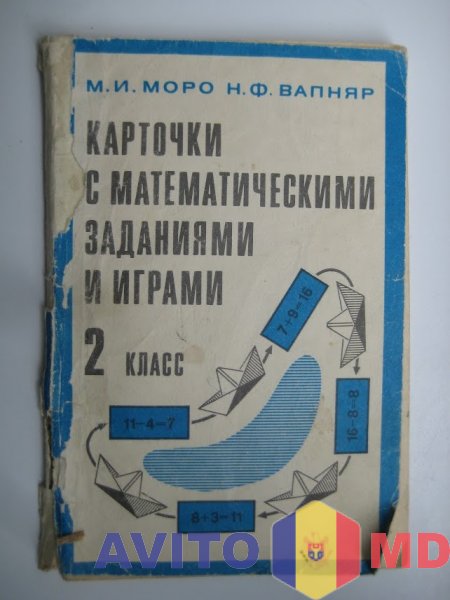 М.И. МОРО Н.Ф. ВАПНЯР
КАРТОЧКИ
С МАТЕМАТИЧЕСКИМИ
ЗАДАНИЯМИ
И ИГРАМИ
2 КЛАСС
7+9=16
11-4=7
16-8=8
8+3=11
AVITO MD